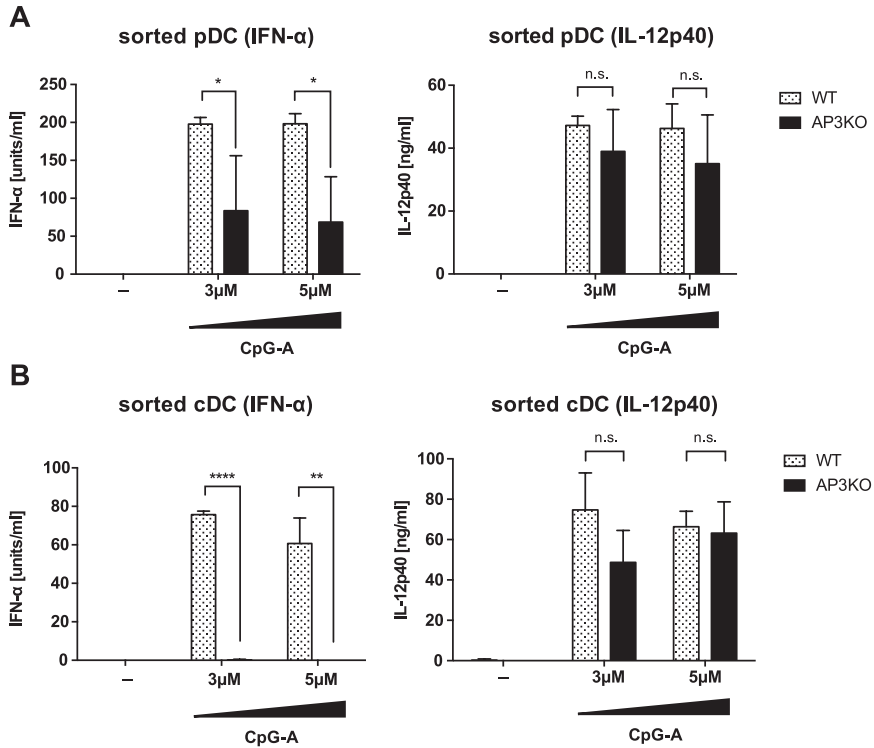 A
sorted pDC (IFN-α)
IFN-α [units/ml]
250
200
150
100
50
0
*
*
–
3μM
5μM
CpG-A
sorted pDC (IL-12p40)
IL-12p40 [ng/ml]
60
40
20
0
n.s.
n.s.
–
3μM
5μM
CpG-A
WT
AP3KO
B
sorted cDC (IFN-α)
IFN-α [units/ml]
100
80
60
40
20
0
****
**
–
3μM
5μM
CpG-A
sorted cDC (IL-12p40)
IL-12p40 [ng/ml]
100
80
60
40
20
0
n.s.
n.s.
–
3μM
5μM
CpG-A
WT
AP3KO